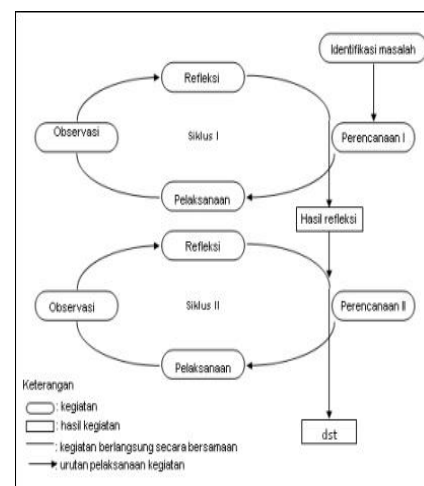 Identifikasi masalah
Refleksi
Observasi
Siklus I
Perencanaan I
Pelaksanaan
Hasil refleksi
Refleksi
Observasi
Siklus II
Perencanaan II
Pelaksanaan
dst
Keterangan
: kegiatan
: hasil kegiatan
: kegiatan berlangsung secara bersamaan
: urutan pelaksanaan kegiatan